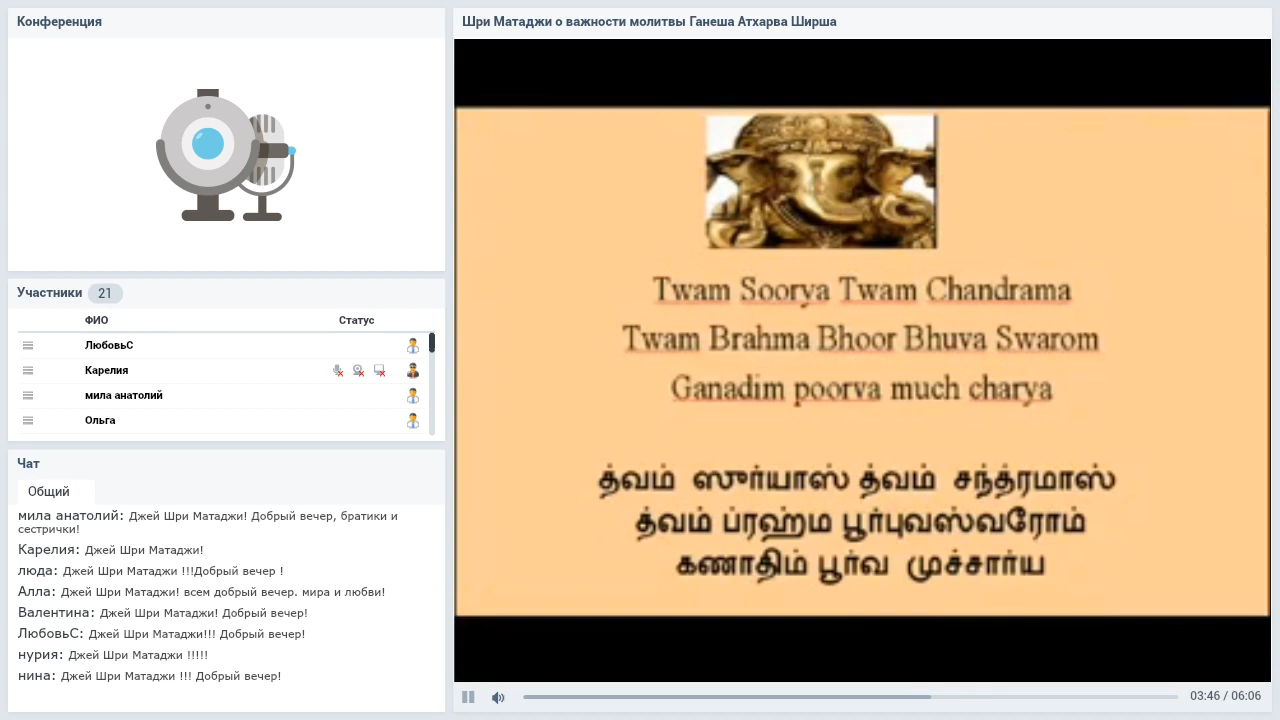 Конференция
Участники 21
ФИО Статус
ЛюбовьС
Карелия
мила анатолий
Ольга
Чат
Общий
мила анатолий: Джей Шри Матаджи! Добрый вечер, братики и
сестрички!
Карелия: Джей Шри Матаджи!
люда: Джей Шри Матаджи !!!Добрый вечер !
Алла: Джей Шри Матаджи! всем добрый вечер. мира и любви!
Валентина: Джей Шри Матаджи! Добрый вечер!
ЛюбовьС: Джей Шри Матаджи!!! Добрый вечер!
нурия: Джей Шри Матаджи !!!!!
нина: Джей Шри Матаджи !!! Добрый вечер!
Шри Матаджи о важности молитвы Ганеша Атхарва Ширша
Twam Soorya Twam Chandrama
Twam Brahma Bhoor Bhuva Swarom
Ganadim poorva much charya
த்வம் ஸுர்யாஸ் த்வம் சந்த்ரமாஸ்
த்வம் ப்ரஹ்ம பூர்புவஸ்வரோம்
கணாதிம் பூர்வ முச்சார்ய
03:46 / 06:06